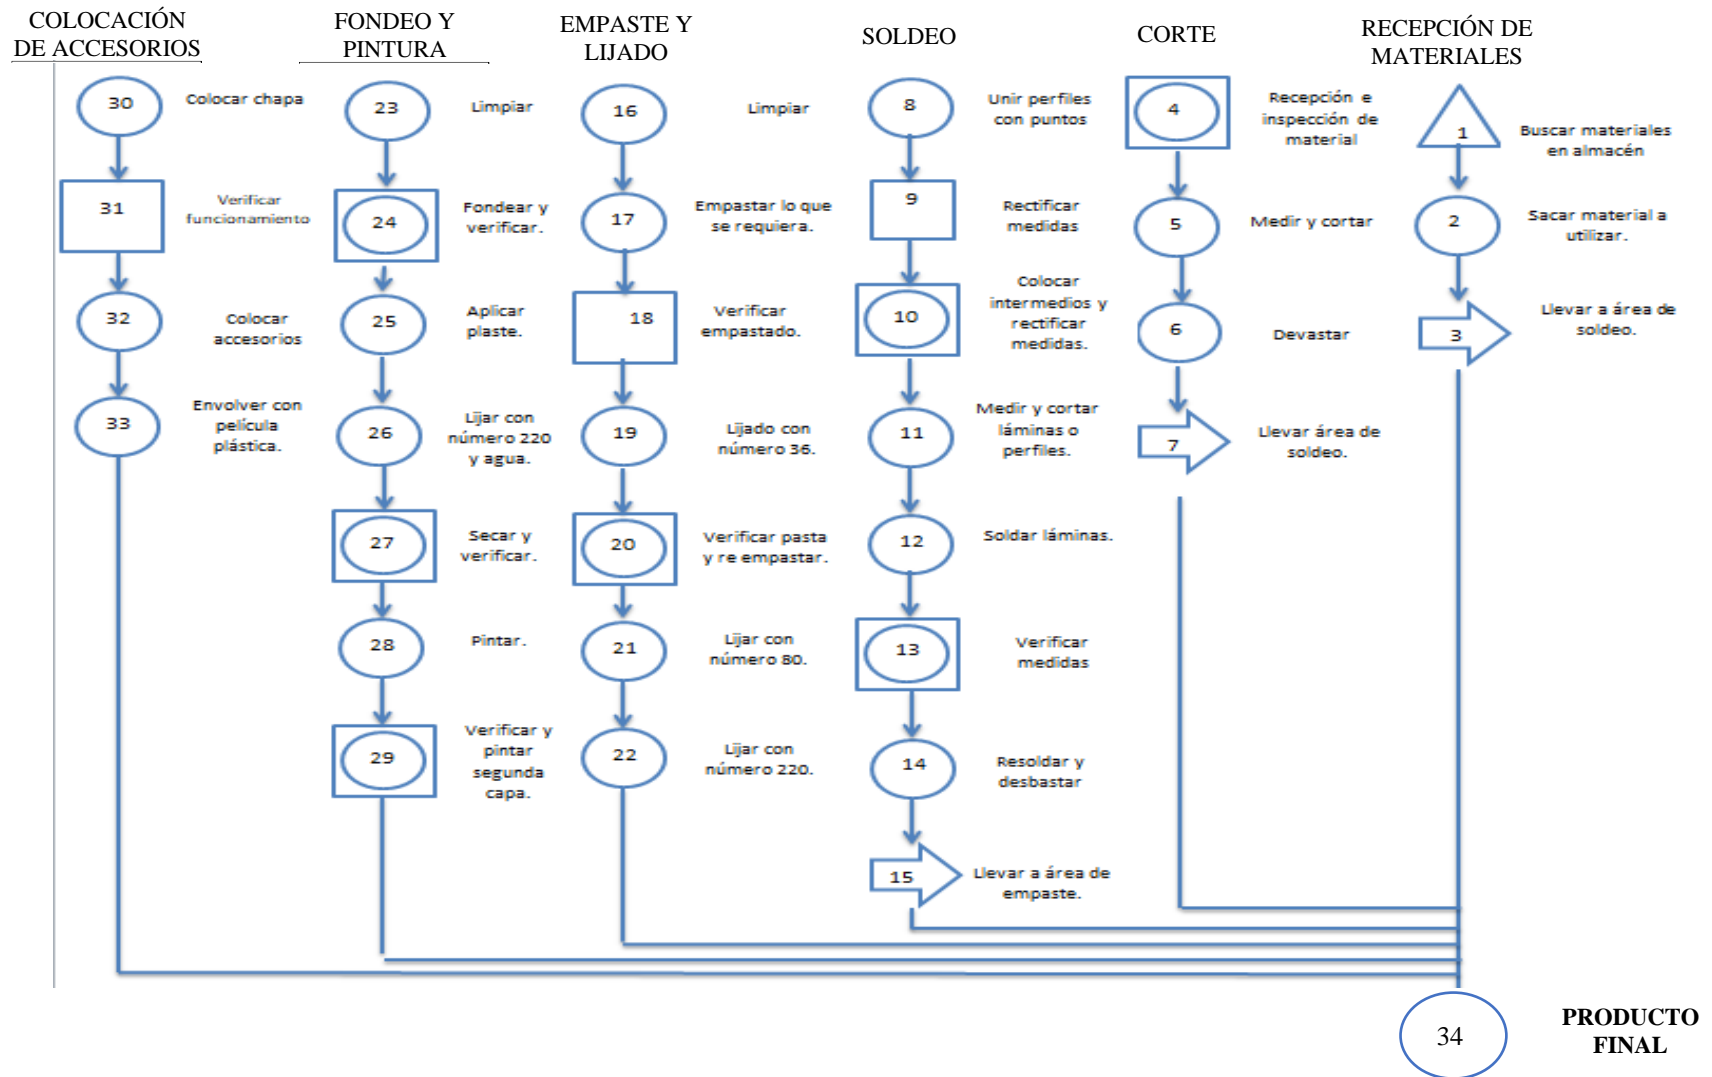 COLOCACIÓN
DE ACCESORIOS
30
Colocar chapa
31
Verificar
funcionamiento
32
Colocar
accesorios
33
Envolver con
película
plástica.
FONDEO Y
PINTURA
23
Limpiar
24
Fondear y
verificar.
25
Aplicar
plaste.
26
Lijar con
número 220
y agua.
27
Secar y
verificar.
28
Pintar.
29
Verificar y
pintar
segunda
capa.
EMPASTE Y
LIJADO
16
Limpiar
17
Empastar lo que
se requiera.
18
Verificar
empastado.
19
Lijado con
número 36.
20
Verificar pasta
y re empastar.
21
Lijar con
número 80.
22
Lijar con
número 220.
SOLDEO
8
Unir perfiles
con puntos
9
Rectificar
medidas
10
Colocar
intermedios y
rectificar
medidas.
11
Medir y cortar
láminas o
perfiles.
12
Soldar láminas.
13
Verificar
medidas
14
Resoldar y
desbastar
15
Llevar a área de
empaste.
CORTE
4
Recepción e
inspección de
material
5
Medir y cortar
6
Devastar
7
Llevar área de
soldeo.
RECEPCIÓN DE
MATERIALES
1
Buscar materiales
en almacén
2
Sacar material a
utilizar.
3
Llevar a área de
soldeo.
34
PRODUCTO
FINAL